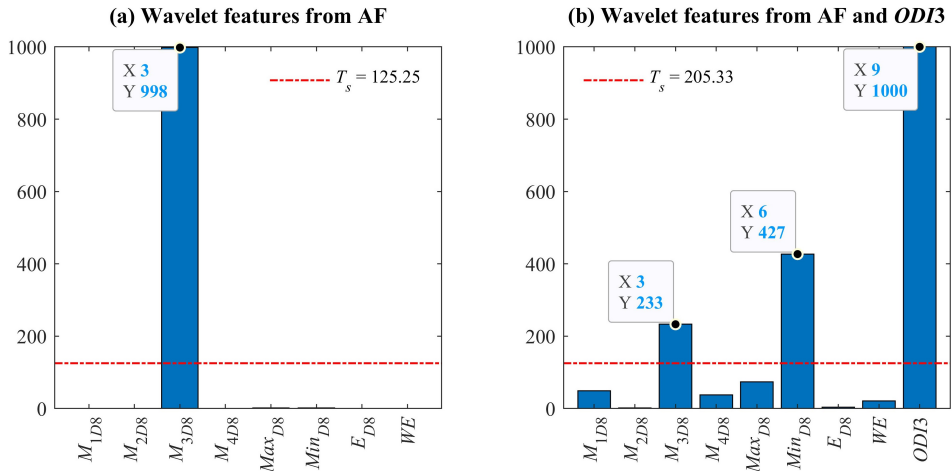 (a) Wavelet features from AF
1000
800
600
400
200
0
X 3
Y 998
T_s = 125.25
M_1D8
M_2D8
M_3D8
M_4D8
Max_D8
Min_D8
E_D8
WE
(b) Wavelet features from AF and ODI3
1000
800
600
400
200
0
T_s = 205.33
X 9
Y 1000
X 6
Y 427
X 3
Y 233
M_1D8
M_2D8
M_3D8
M_4D8
Max_D8
Min_D8
E_D8
WE
ODI3